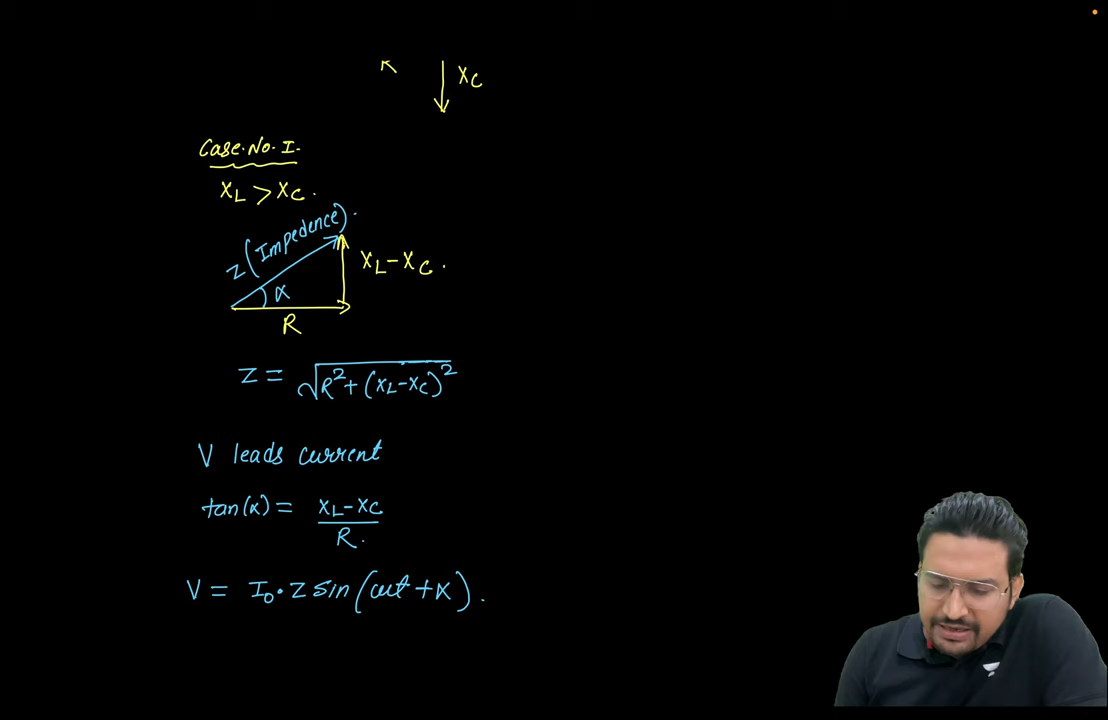 X_C
Case. No. I.
X_L > X_C.
Z (Impedence).
X_L - X_C.
α
R
Z = √(R² + (X_L - X_C)²)
V leads current
tan(α) = (X_L - X_C) / R.
V = I₀ · Z sin(ωt + α).